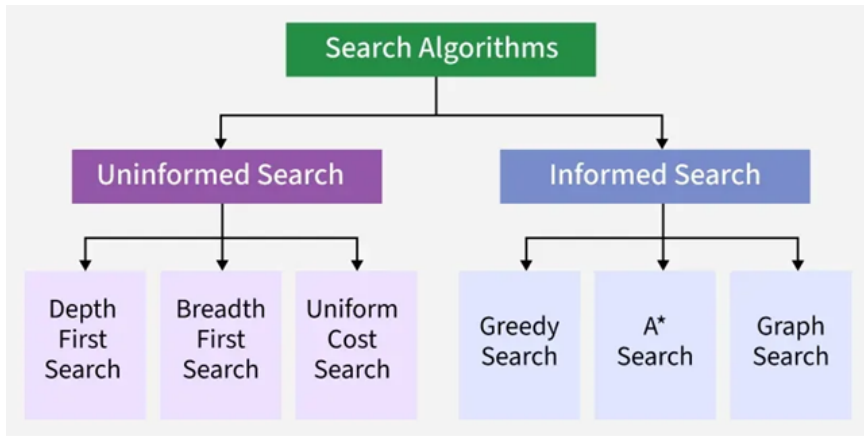 Search Algorithms
Uninformed Search
Informed Search
Depth
First
Search
Breadth
First
Search
Uniform
Cost
Search
Greedy
Search
A*
Search
Graph
Search